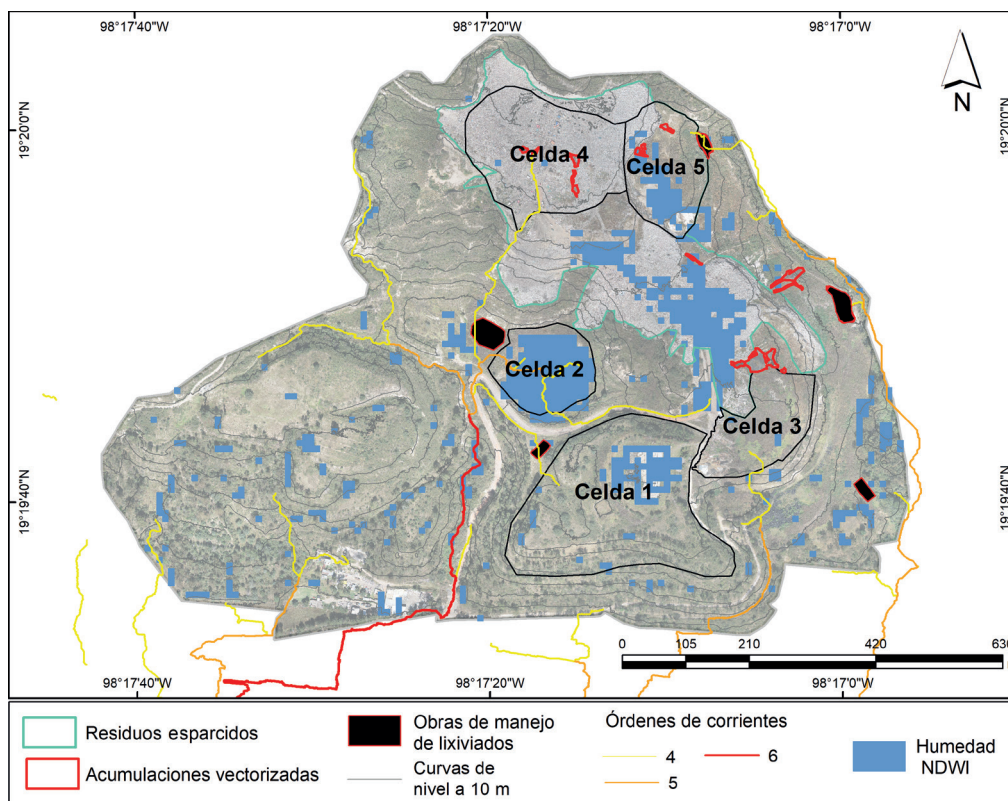 98°17'40"W
98°17'20"W
98°17'0"W
19°20'0"N
19°20'0"N
N
Celda 4
Celda 5
Celda 2
Celda 3
Celda 1
19°19'40"N
19°19'40"N
0 105 210 420 630
98°17'40"W
98°17'20"W
98°17'0"W
Residuos esparcidos
Acumulaciones vectorizadas
Obras de manejo
de lixiviados
Curvas de
nivel a 10 m
Órdenes de corrientes
4
6
5
Humedad
NDWI